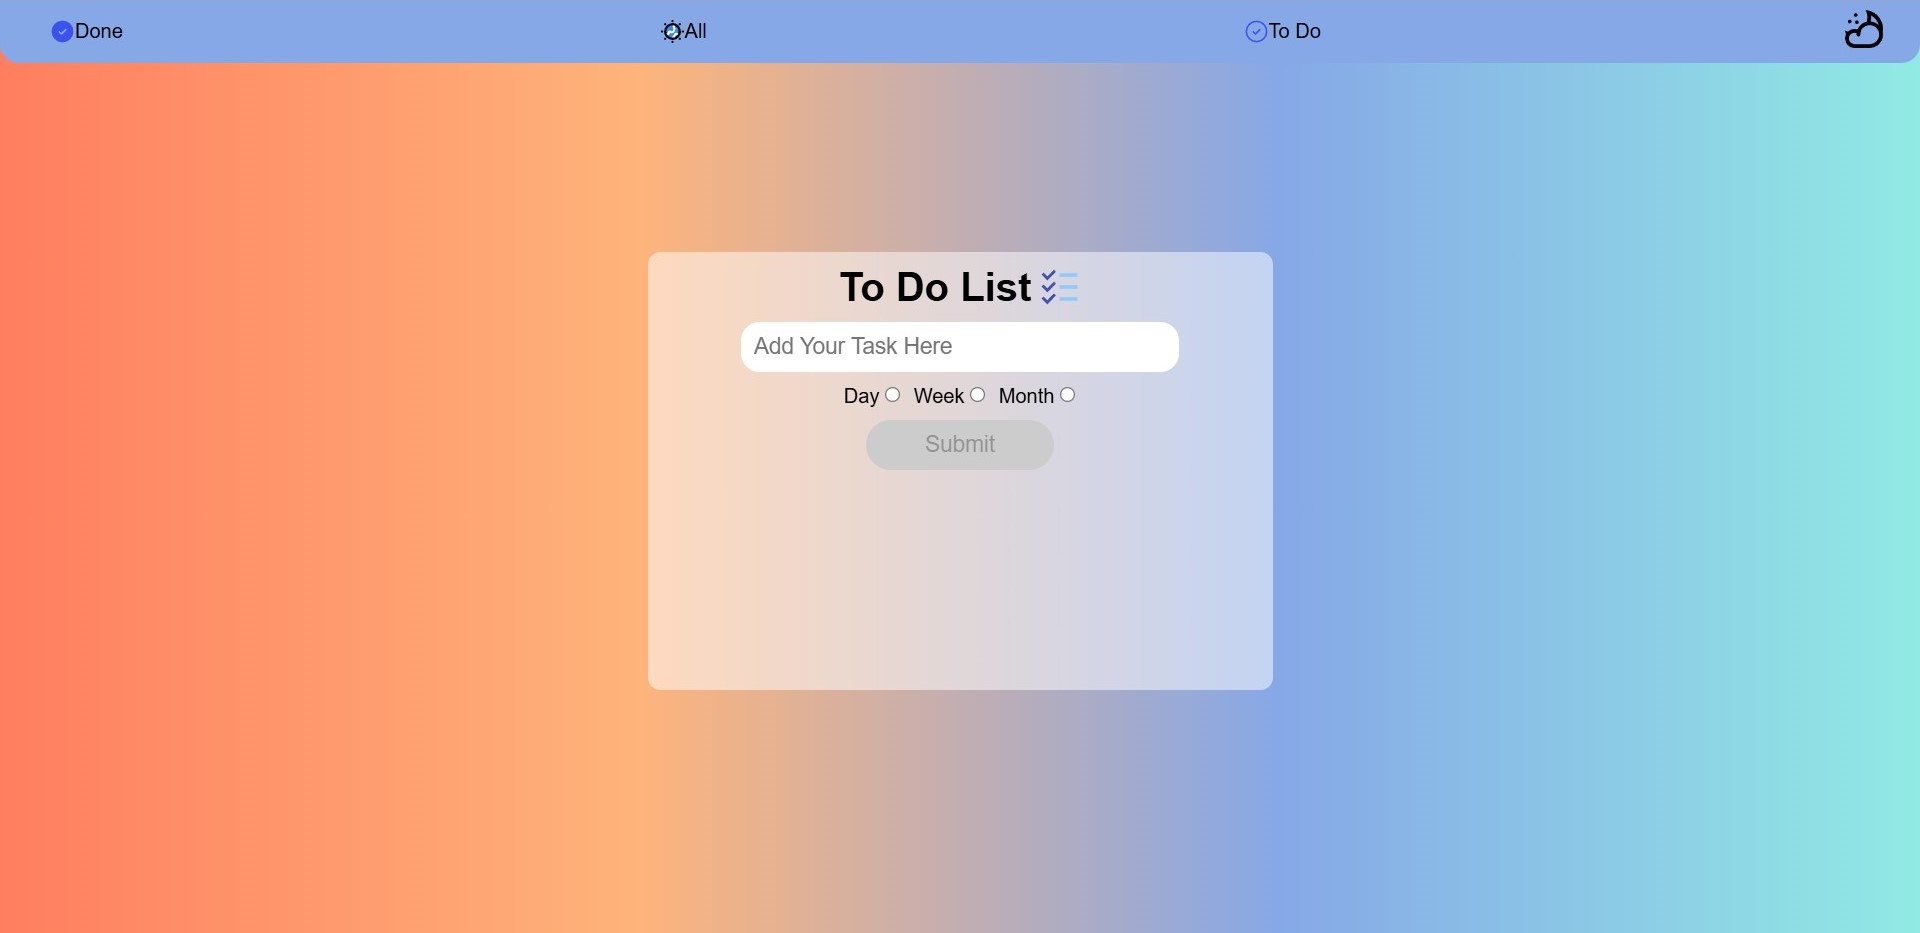 Done All To Do
To Do List
Add Your Task Here
Day Week Month
Submit